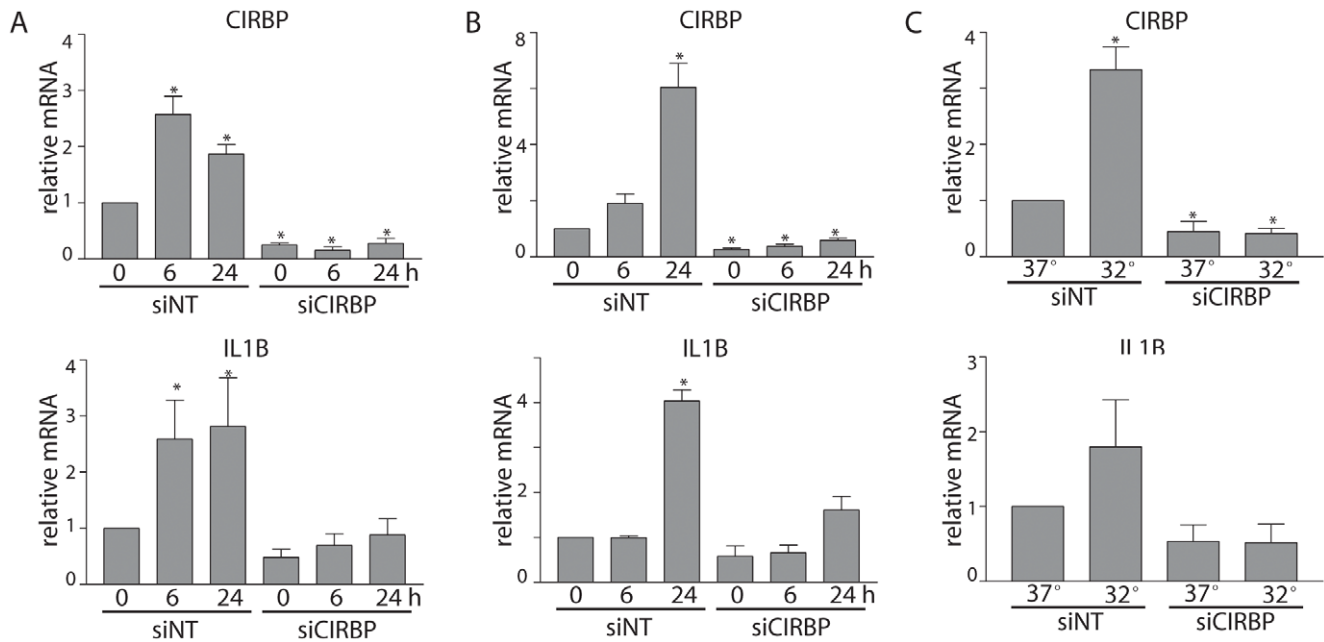 A
CIRBP
relative mRNA
4
3
2
1
0
*
*
*
*
*
0 6 24 0 6 24 h
siNT siCIRBP
IL1B
relative mRNA
4
3
2
1
0
*
*
0 6 24 0 6 24 h
siNT siCIRBP
B
CIRBP
relative mRNA
8
4
2
0
*
*
*
*
0 6 24 0 6 24 h
siNT siCIRBP
IL1B
relative mRNA
4
2
1
0
*
0 6 24 0 6 24 h
siNT siCIRBP
C
CIRBP
relative mRNA
4
2
1
0
*
*
*
37° 32° 37° 32°
siNT siCIRBP
IL1B
relative mRNA
3
2
1
0
37° 32° 37° 32°
siNT siCIRBP